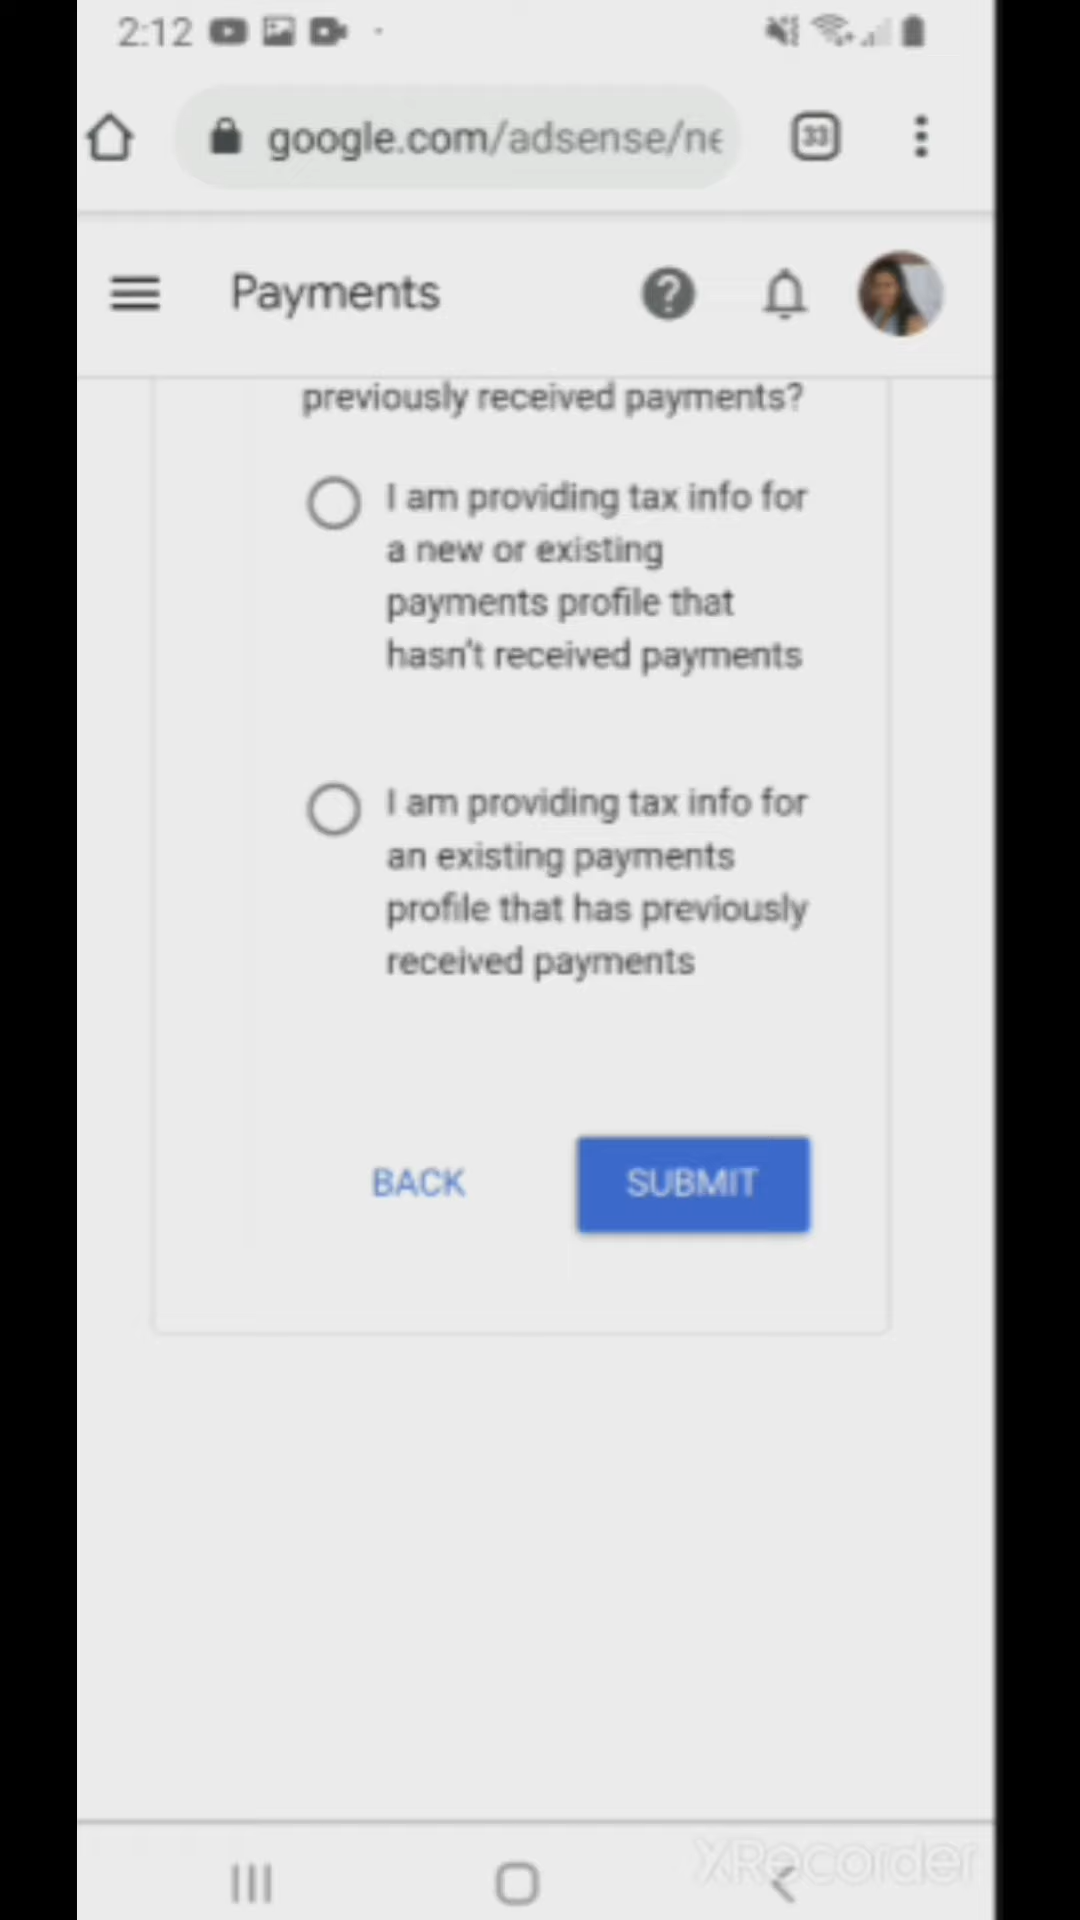 2:12
google.com/adsense/ne
33
Payments
previously received payments?
I am providing tax info for
a new or existing
payments profile that
hasn't received payments
I am providing tax info for
an existing payments
profile that has previously
received payments
BACK
SUBMIT
XRecorder